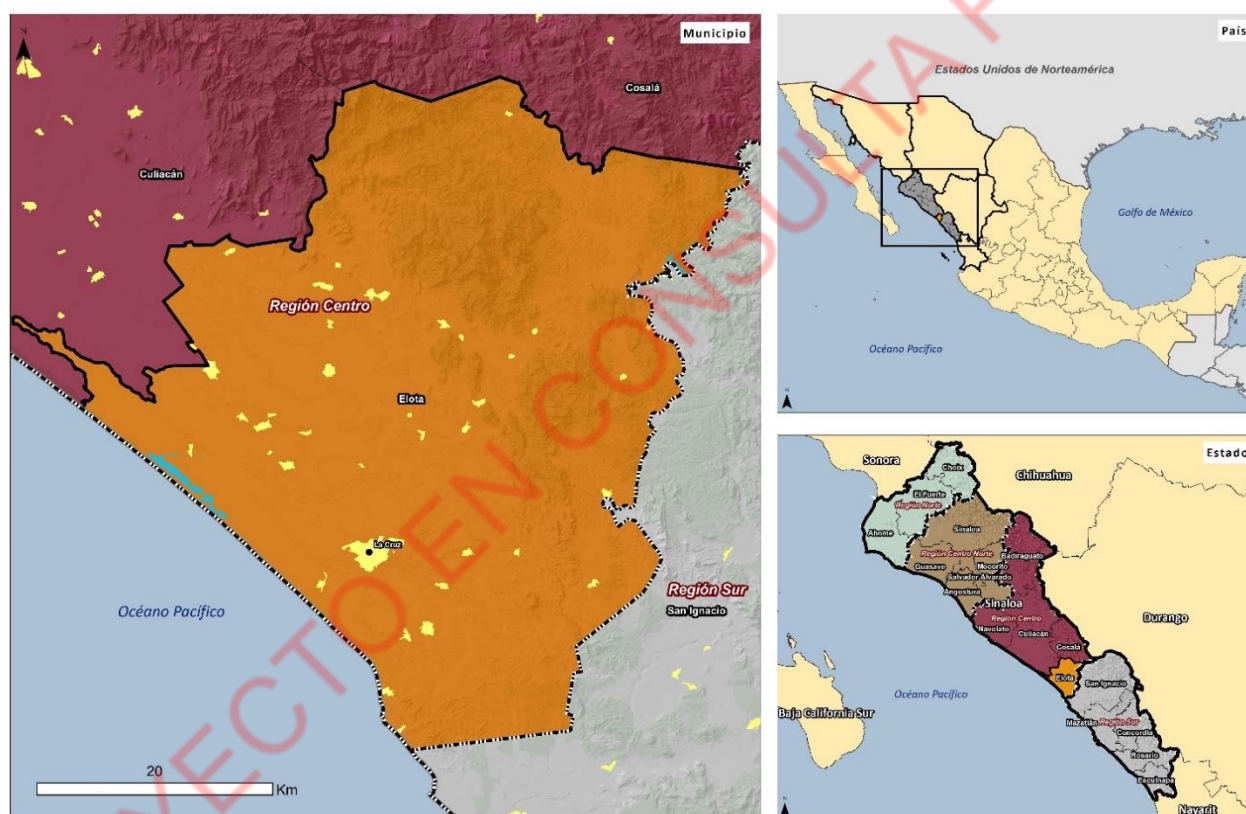 N
Municipio
Cosalá
Culiacán
Región Centro
Elota
La Cruz
Océano Pacífico
Región Sur
San Ignacio
20
Km
País
Estados Unidos de Norteamérica
Golfo de México
Océano Pacífico
N
Estado
Sonora
Choix
Chihuahua
El Fuerte
Región Norte
Ahome
Sinaloa
Región Centro Norte
Badiraguato
Guasave
Mocorito
Salvador Alvarado
Angostura
Sinaloa
Región Centro
Navolato
Culiacán
Durango
Cosalá
Elota
San Ignacio
Océano Pacífico
Baja California Sur
Mazatlán
Región Sur
Concordia
Rosario
Escuinapa
Nayarit
N
YECTO EN CONSULTA